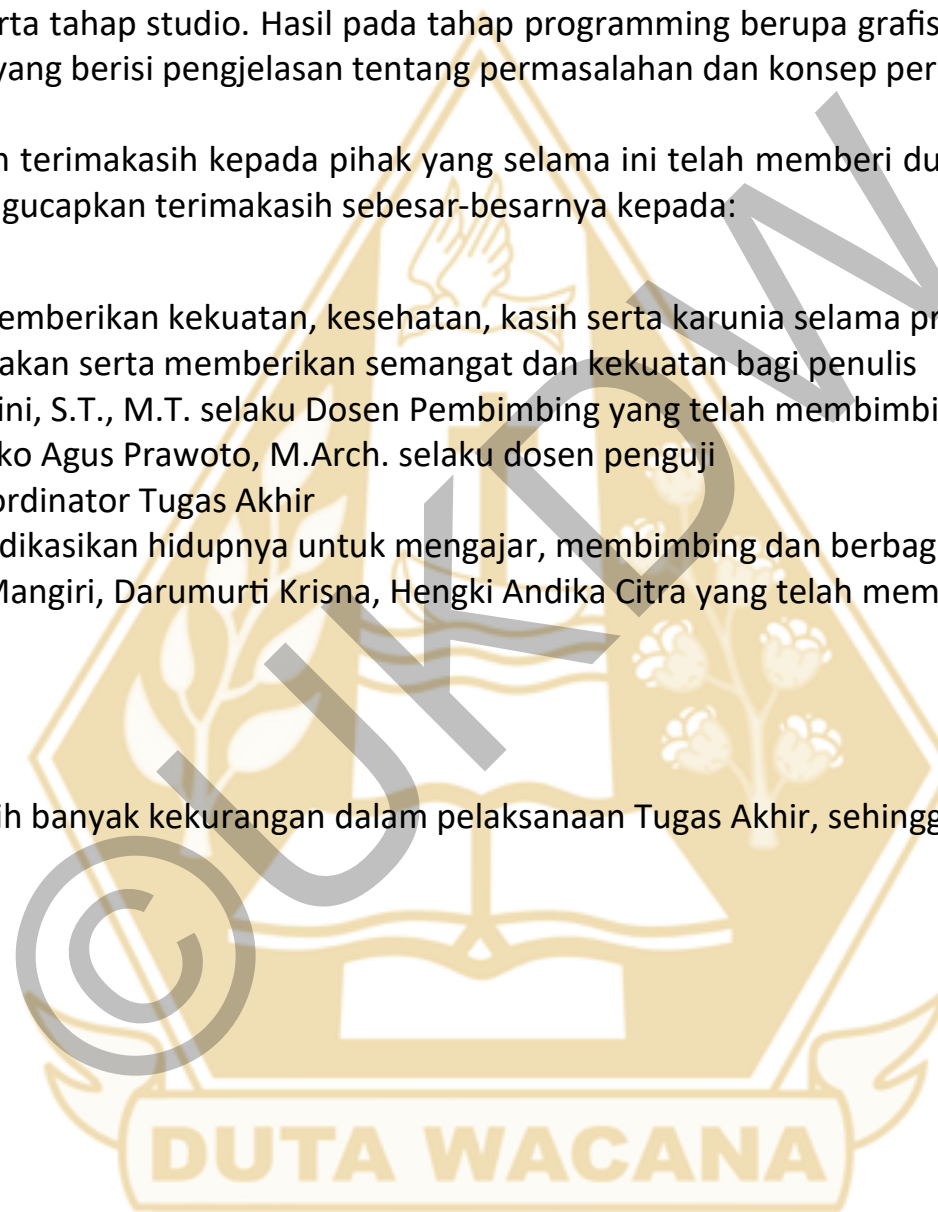 rta tahap studio. Hasil pada tahap programming berupa grafis
yang berisi pengjelasan tentang permasalahan dan konsep per
n terimakasih kepada pihak yang selama ini telah memberi du
gucapkan terimakasih sebesar-besarnya kepada:
emberikan kekuatan, kesehatan, kasih serta karunia selama pr
akan serta memberikan semangat dan kekuatan bagi penulis
ini, S.T., M.T. selaku Dosen Pembimbing yang telah membimbi
ko Agus Prawoto, M.Arch. selaku dosen penguji
ordinator Tugas Akhir
dikasikan hidupnya untuk mengajar, membimbing dan berbag
Mangiri, Darumurti Krisna, Hengki Andika Citra yang telah mem
ih banyak kekurangan dalam pelaksanaan Tugas Akhir, sehingg
©UKDW
DUTA WACANA